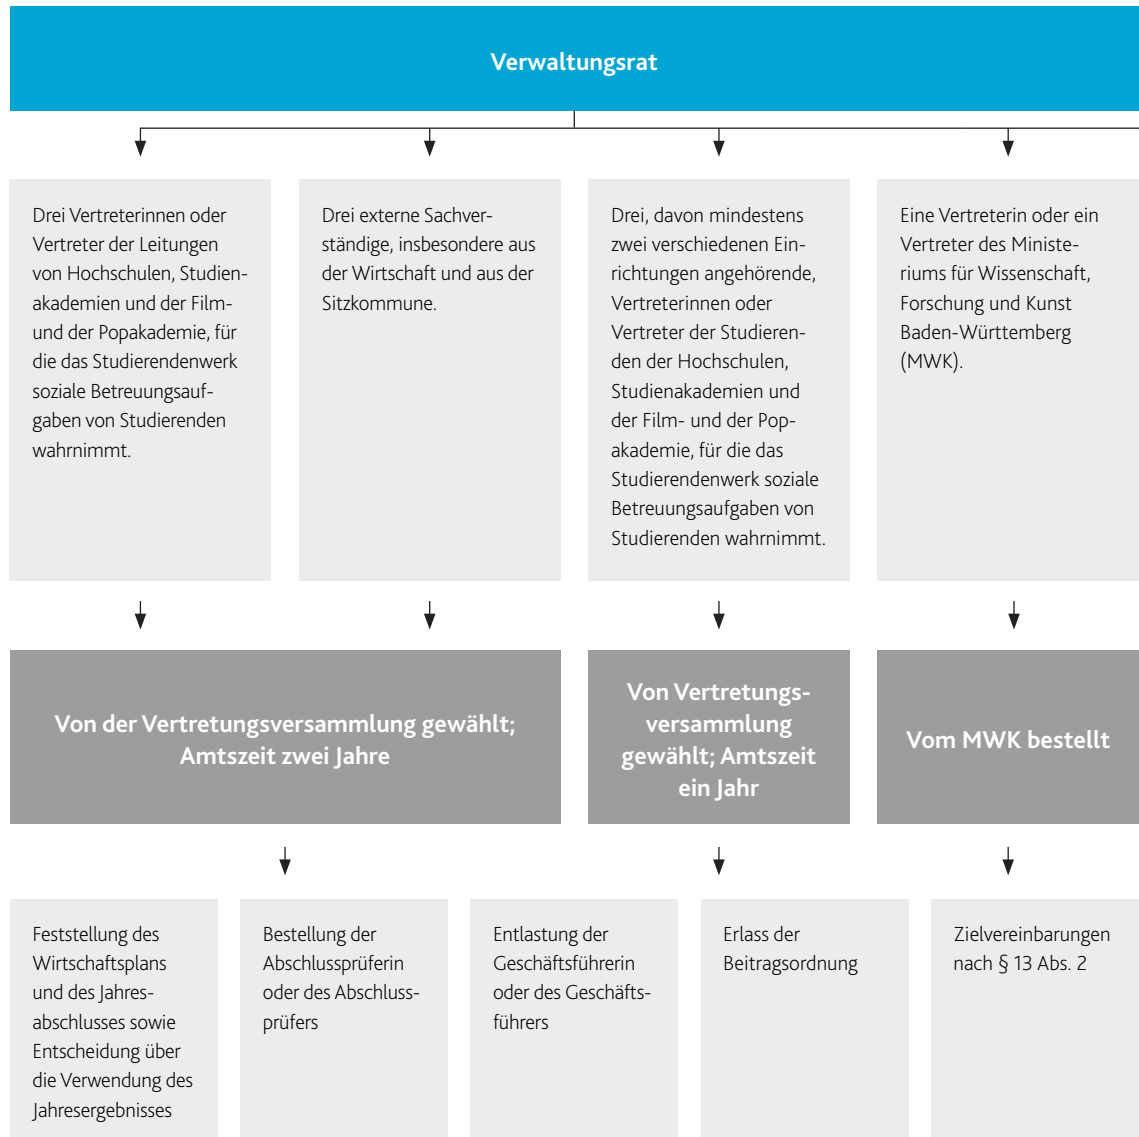 Verwaltungsrat
Drei Vertreterinnen oder
Vertreter der Leitungen
von Hochschulen, Studien-
akademien und der Film-
und der Popakademie, für
die das Studierendenwerk
soziale Betreuungsauf-
gaben von Studierenden
wahrnimmt.
Drei externe Sachver-
ständige, insbesondere aus
der Wirtschaft und aus der
Sitzkommune.
Drei, davon mindestens
zwei verschiedenen Ein-
richtungen angehörende,
Vertreterinnen oder
Vertreter der Studieren-
den der Hochschulen,
Studienakademien und
der Film- und der Pop-
akademie, für die das
Studierendenwerk soziale
Betreuungsaufgaben von
Studierenden wahrnimmt.
Eine Vertreterin oder ein
Vertreter des Ministe-
riums für Wissenschaft,
Forschung und Kunst
Baden-Württemberg
(MWK).
Von der Vertretungsversammlung gewählt;
Amtszeit zwei Jahre
Von Vertretungs-
versammlung
gewählt; Amtszeit
ein Jahr
Vom MWK bestellt
Feststellung des
Wirtschaftsplans
und des Jahres-
abschlusses sowie
Entscheidung über
die Verwendung des
Jahresergebnisses
Bestellung der
Abschlussprüferin
oder des Abschluss-
prüfers
Entlastung der
Geschäftsführerin
oder des Geschäfts-
führers
Erlass der
Beitragsordnung
Zielvereinbarungen
nach § 13 Abs. 2